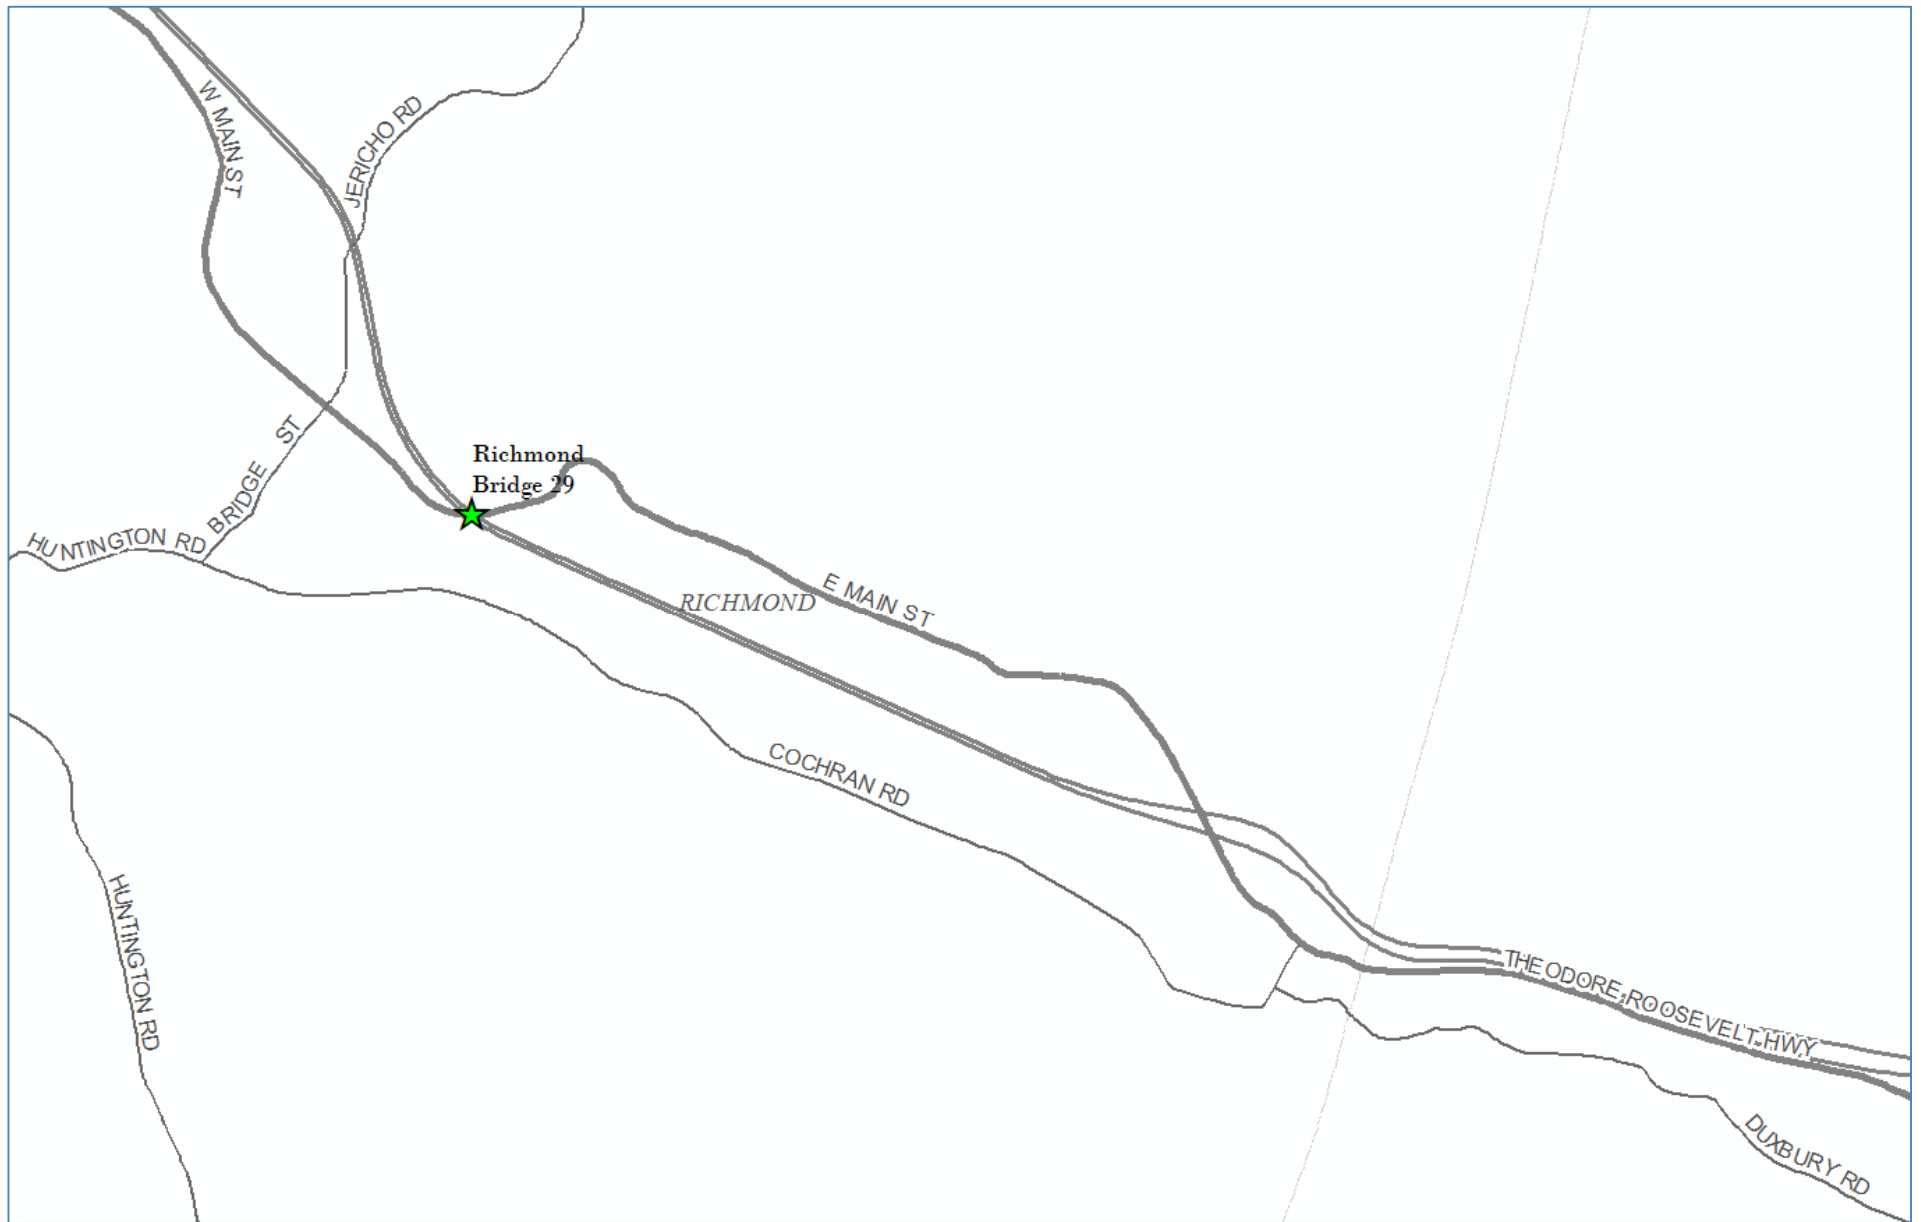 W MAIN ST
JERICHO RD
BRIDGE ST
Richmond
Bridge 29
HUNTINGTON RD
RICHMOND
E MAIN ST
COCHRAN RD
HUNTINGTON RD
THEODORE ROOSEVELT HWY
DUXBURY RD